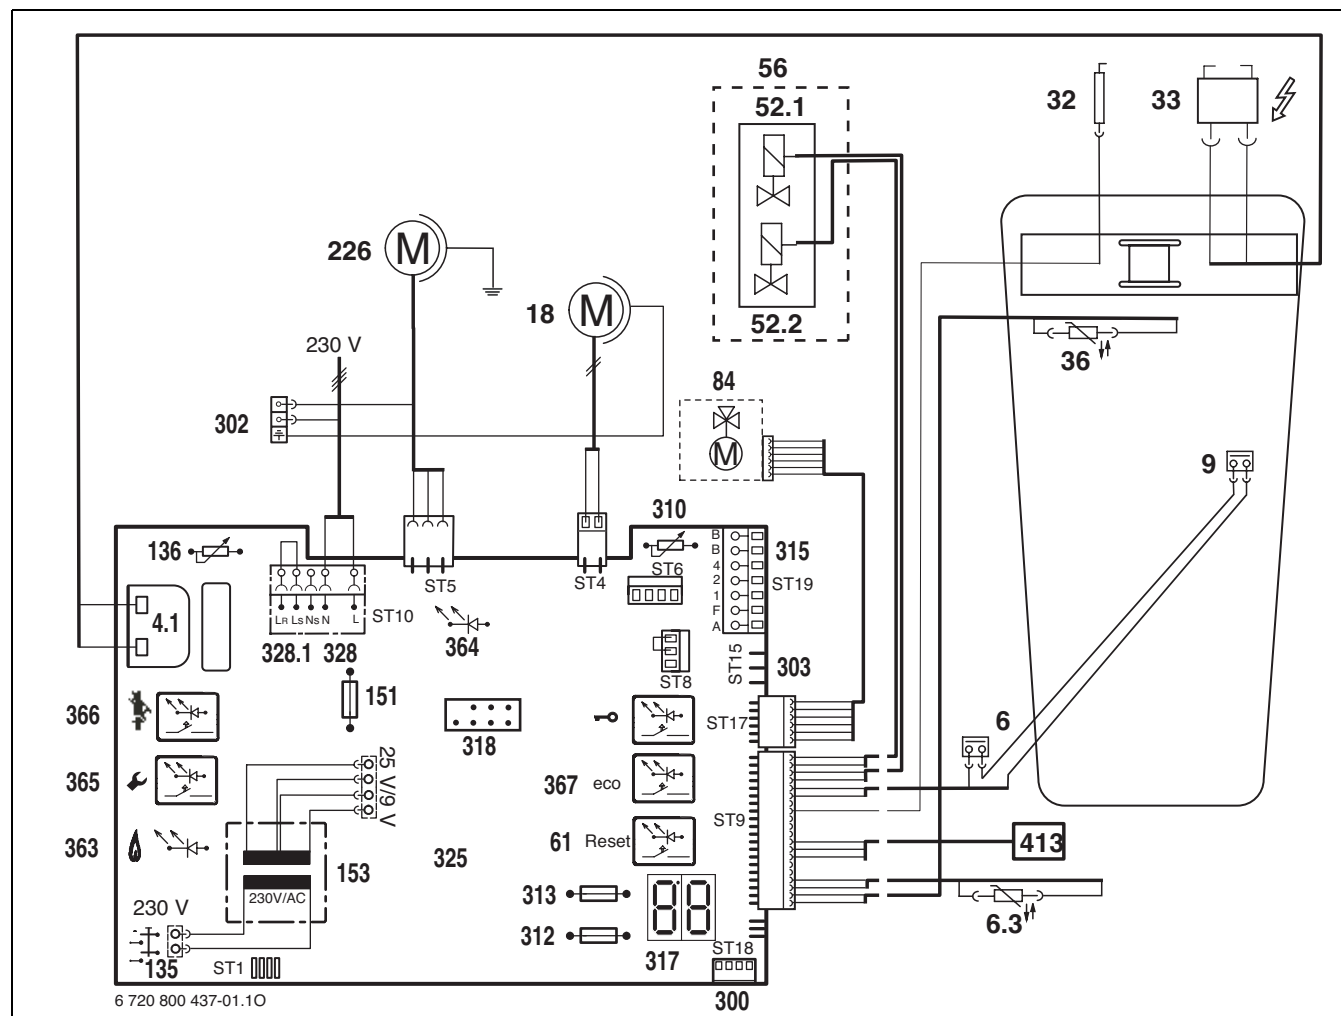 56
52.1
32
33
226
M
18
M
52.2
230 V
36
84
302
M
9
310
136
B
B
4
2
1
F
A
315
ST6
ST19
ST5
ST4
4.1
LR LS NS N L
ST10
328.1
328
364
ST15
303
ST8
151
366
ST17
6
318
25 V/9 V
365
367
eco
ST9
363
61
Reset
413
325
153
230V/AC
313
6.3
230 V
312
135
ST1
317
ST18
300
6 720 800 437-01.1O